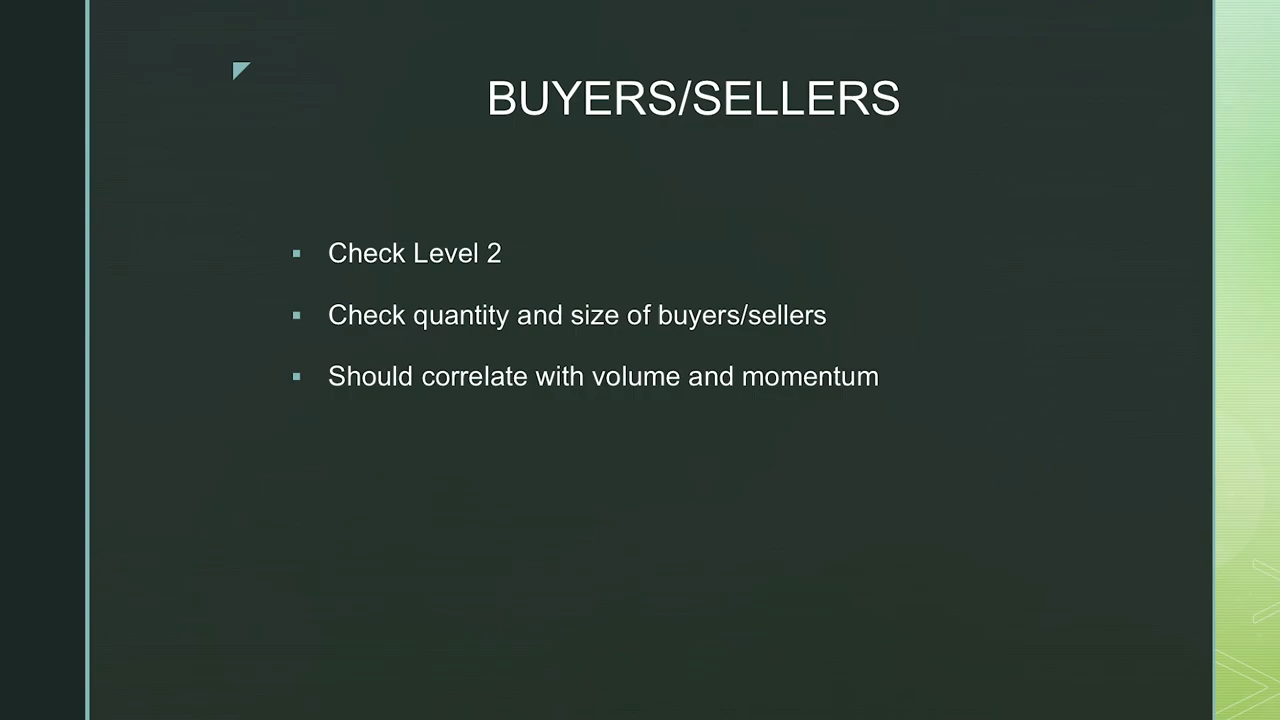 BUYERS/SELLERS
Check Level 2
Check quantity and size of buyers/sellers
Should correlate with volume and momentum